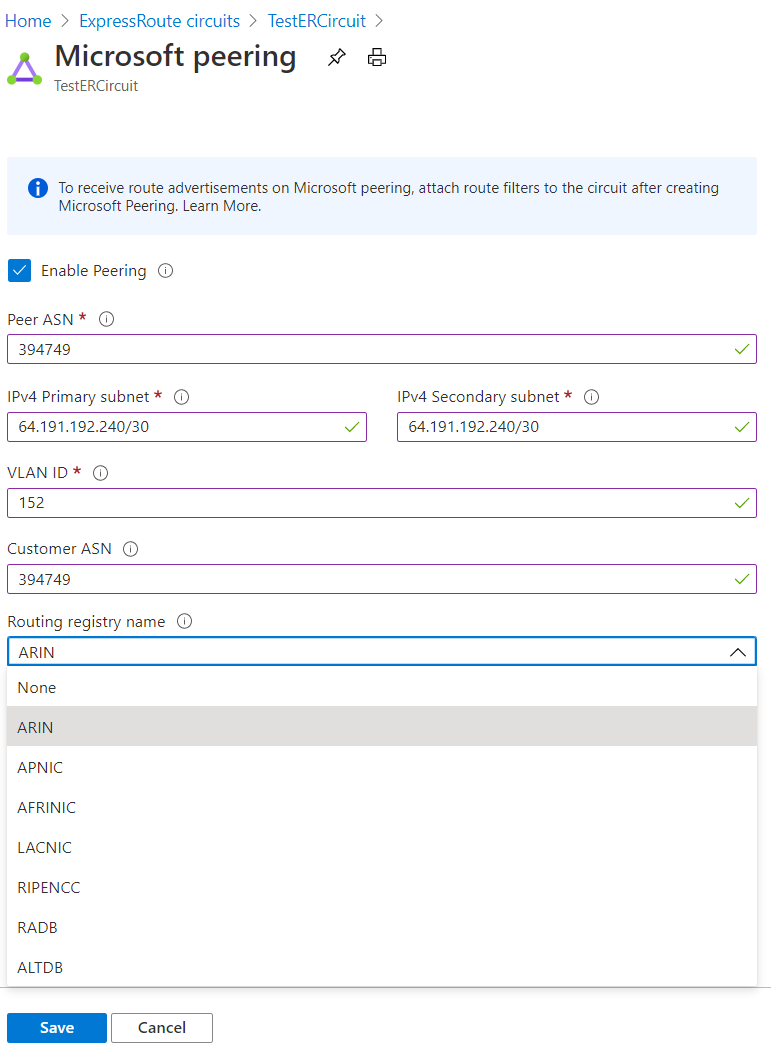 Home > ExpressRoute circuits > TestERCircuit >
Microsoft peering
TestERCircuit
To receive route advertisements on Microsoft peering, attach route filters to the circuit after creating
Microsoft Peering. Learn More.
Enable Peering
Peer ASN *
394749
IPv4 Primary subnet * IPv4 Secondary subnet *
64.191.192.240/30 64.191.192.240/30
VLAN ID *
152
Customer ASN
394749
Routing registry name
ARIN
None
ARIN
APNIC
AFRINIC
LACNIC
RIPENCC
RADB
ALTDB
Save Cancel